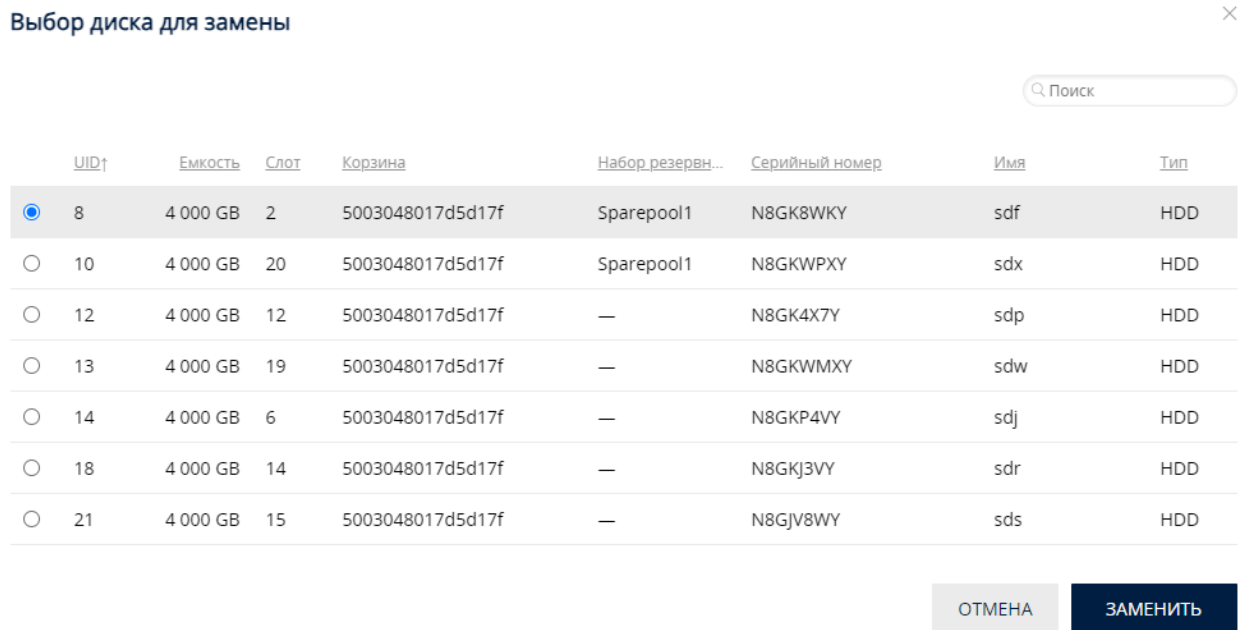 Выбор диска для замены
Поиск
UID↑ Емкость Слот Корзина Набор резервн... Серийный номер Имя Тип
8 4 000 GB 2 5003048017d5d17f Sparepool1 N8GK8WKY sdf HDD
10 4 000 GB 20 5003048017d5d17f Sparepool1 N8GKWPXY sdx HDD
12 4 000 GB 12 5003048017d5d17f — N8GK4X7Y sdp HDD
13 4 000 GB 19 5003048017d5d17f — N8GKWMXY sdw HDD
14 4 000 GB 6 5003048017d5d17f — N8GKP4VY sdj HDD
18 4 000 GB 14 5003048017d5d17f — N8GKJ3VY sdr HDD
21 4 000 GB 15 5003048017d5d17f — N8GJV8WY sds HDD
ОТМЕНА ЗАМЕНИТЬ